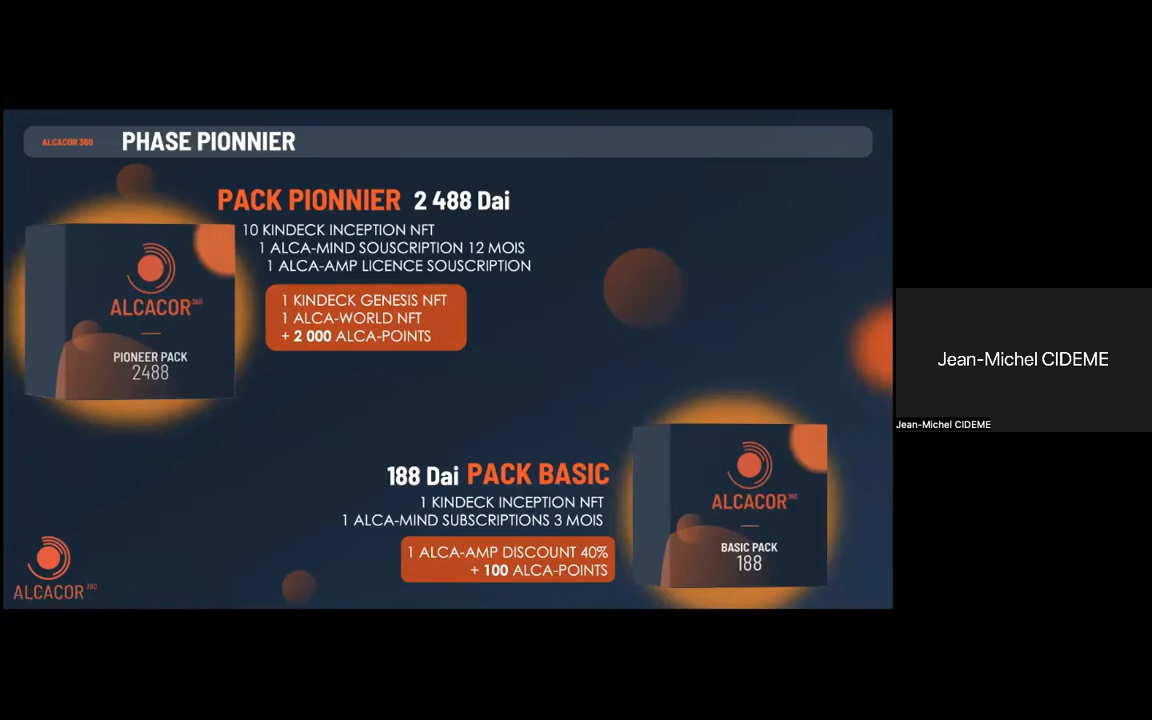 ALCACOR 360 PHASE PIONNIER
PACK PIONNIER 2 488 Dai
10 KINDECK INCEPTION NFT
1 ALCA-MIND SOUSCRIPTION 12 MOIS
1 ALCA-AMP LICENCE SOUSCRIPTION
1 KINDECK GENESIS NFT
1 ALCA-WORLD NFT
+ 2 000 ALCA-POINTS
ALCACOR 360
PIONEER PACK
2488
Jean-Michel CIDEME
Jean-Michel CIDEME
188 Dai PACK BASIC
1 KINDECK INCEPTION NFT
1 ALCA-MIND SUBSCRIPTIONS 3 MOIS
1 ALCA-AMP DISCOUNT 40%
+ 100 ALCA-POINTS
ALCACOR 360
BASIC PACK
188
ALCACOR 360